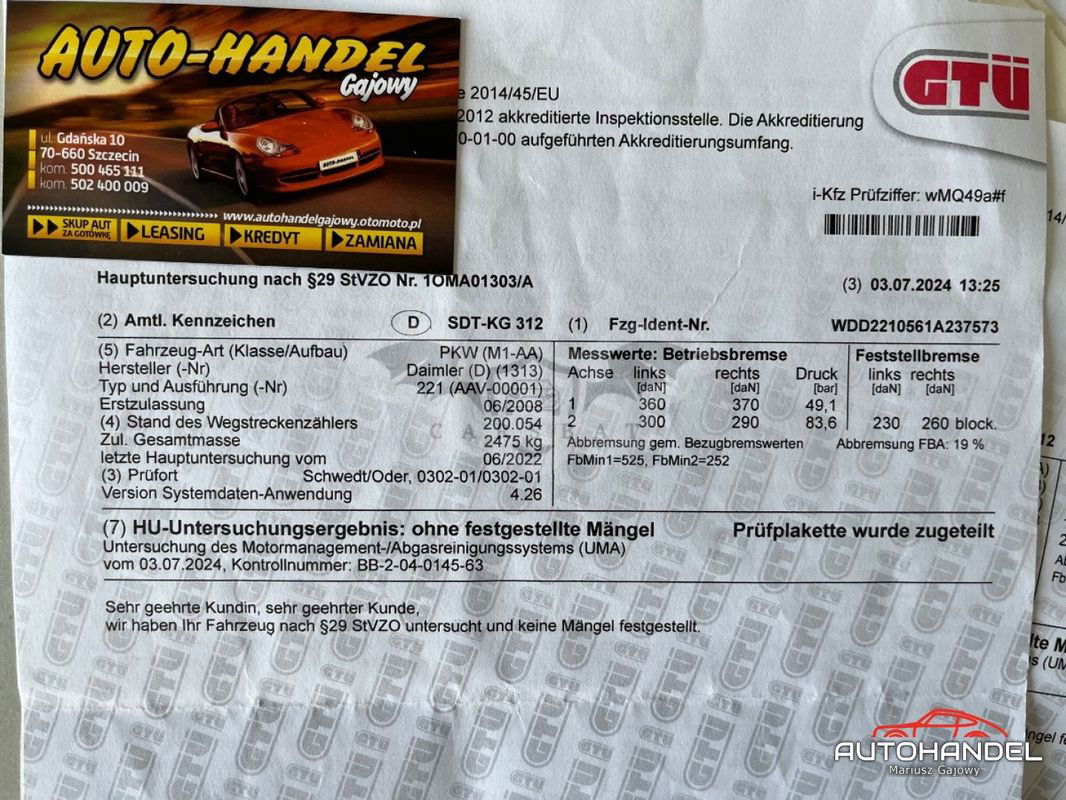 AUTO-HANDEL
Gajowy
ul. Gdańska 10
70-660 Szczecin
kom. 500 465 111
kom. 502 400 009
www.autohandelgajowy.otomoto.pl
SKUP AUT
ZA GOTÓWKĘ
LEASING
KREDYT
ZAMIANA
AUTO-HANDEL
GTÜ
e 2014/45/EU
2012 akkreditierte Inspektionsstelle. Die Akkreditierung
0-01-00 aufgeführten Akkreditierungsumfang.
i-Kfz Prüfziffer: wMQ49a#f
Hauptuntersuchung nach §29 StVZO Nr. 1OMA01303/A (3) 03.07.2024 13:25
(2) Amtl. Kennzeichen D SDT-KG 312 (1) Fzg-Ident-Nr. WDD2210561A237573
(5) Fahrzeug-Art (Klasse/Aufbau) PKW (M1-AA)
Hersteller (-Nr) Daimler (D) (1313)
Typ und Ausführung (-Nr) 221 (AAV-00001)
Erstzulassung 06/2008
(4) Stand des Wegstreckenzählers 200.054
Zul. Gesamtmasse 2475 kg
letzte Hauptuntersuchung vom 06/2022
(3) Prüfort Schwedt/Oder, 0302-01/0302-01
Version Systemdaten-Anwendung 4.26
Messwerte: Betriebsbremse Feststellbremse
Achse links rechts Druck links rechts
[daN] [daN] [bar] [daN] [daN]
1 360 370 49,1
2 300 290 83,6 230 260 block.
Abbremsung gem. Bezugbremswerten Abbremsung FBA: 19 %
FbMin1=525, FbMin2=252
(7) HU-Untersuchungsergebnis: ohne festgestellte Mängel Prüfplakette wurde zugeteilt
Untersuchung des Motormanagement-/Abgasreinigungssystems (UMA)
vom 03.07.2024, Kontrollnummer: BB-2-04-0145-63
Sehr geehrte Kundin, sehr geehrter Kunde,
wir haben Ihr Fahrzeug nach §29 StVZO untersucht und keine Mängel festgestellt.
AUTOHANDEL
Mariusz Gajowy